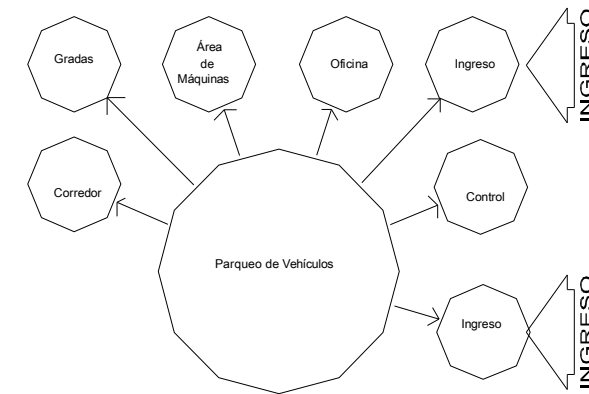 Gradas
Área
de
Máquinas
Oficina
Ingreso
INGRESO
Corredor
Control
Parqueo de Vehículos
Ingreso
INGRESO